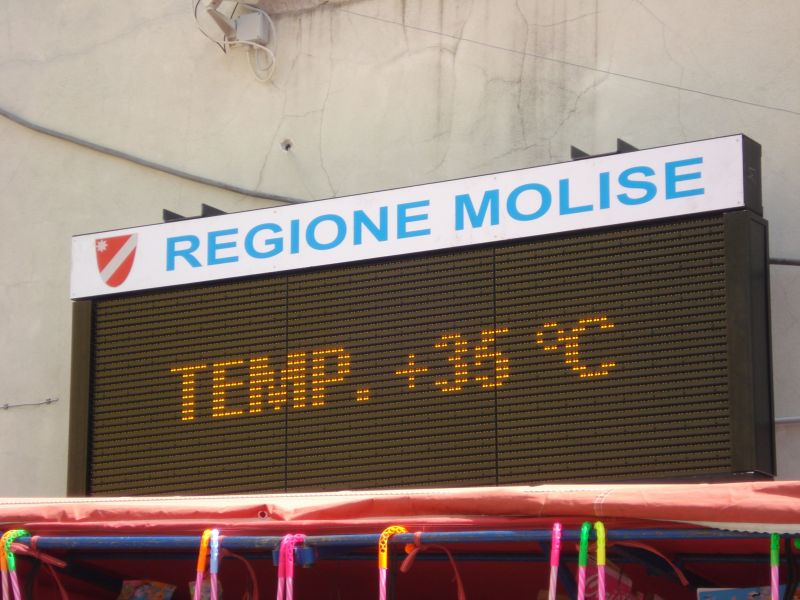 REGIONE MOLISE
TEMP. +35 °C